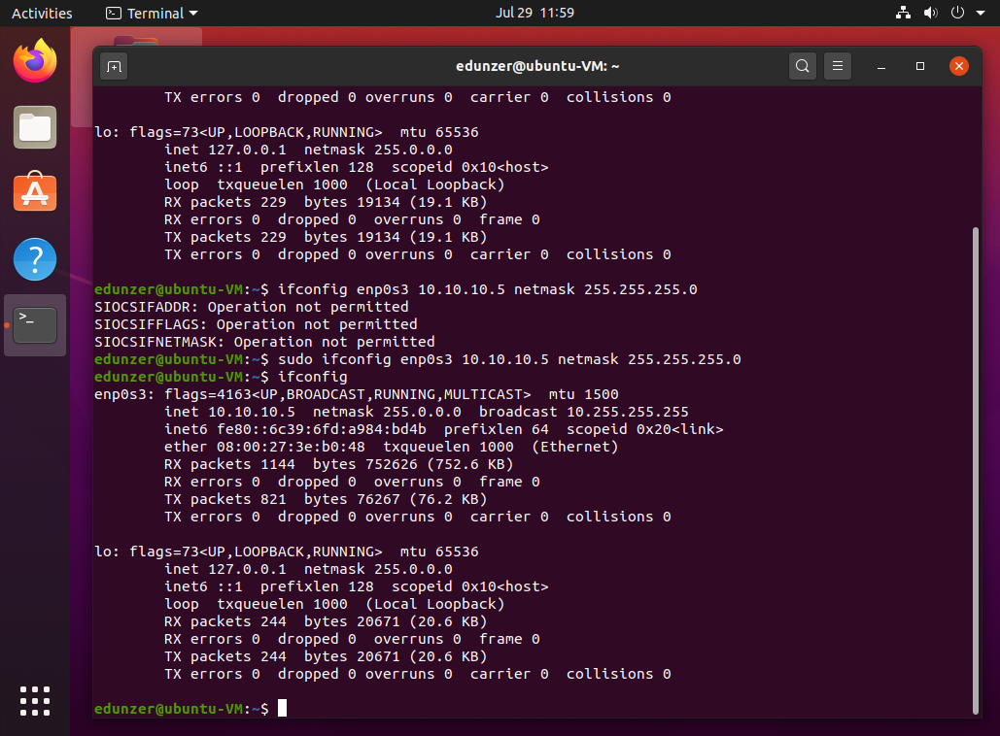 Activities Terminal Jul 29 11:59
edunzer@ubuntu-VM: ~
TX errors 0  dropped 0 overruns 0  carrier 0  collisions 0
lo: flags=73<UP,LOOPBACK,RUNNING>  mtu 65536
inet 127.0.0.1  netmask 255.0.0.0
inet6 ::1  prefixlen 128  scopeid 0x10<host>
loop  txqueuelen 1000  (Local Loopback)
RX packets 229  bytes 19134 (19.1 KB)
RX errors 0  dropped 0  overruns 0  frame 0
TX packets 229  bytes 19134 (19.1 KB)
TX errors 0  dropped 0 overruns 0  carrier 0  collisions 0
edunzer@ubuntu-VM:~$ ifconfig enp0s3 10.10.10.5 netmask 255.255.255.0
SIOCSIFADDR: Operation not permitted
SIOCSIFFLAGS: Operation not permitted
SIOCSIFNETMASK: Operation not permitted
edunzer@ubuntu-VM:~$ sudo ifconfig enp0s3 10.10.10.5 netmask 255.255.255.0
edunzer@ubuntu-VM:~$ ifconfig
enp0s3: flags=4163<UP,BROADCAST,RUNNING,MULTICAST>  mtu 1500
inet 10.10.10.5  netmask 255.0.0.0  broadcast 10.255.255.255
inet6 fe80::6c39:6fd:a984:bd4b  prefixlen 64  scopeid 0x20<link>
ether 08:00:27:3e:b0:48  txqueuelen 1000  (Ethernet)
RX packets 1144  bytes 752626 (752.6 KB)
RX errors 0  dropped 0  overruns 0  frame 0
TX packets 821  bytes 76267 (76.2 KB)
TX errors 0  dropped 0 overruns 0  carrier 0  collisions 0
lo: flags=73<UP,LOOPBACK,RUNNING>  mtu 65536
inet 127.0.0.1  netmask 255.0.0.0
inet6 ::1  prefixlen 128  scopeid 0x10<host>
loop  txqueuelen 1000  (Local Loopback)
RX packets 244  bytes 20671 (20.6 KB)
RX errors 0  dropped 0  overruns 0  frame 0
TX packets 244  bytes 20671 (20.6 KB)
TX errors 0  dropped 0 overruns 0  carrier 0  collisions 0
edunzer@ubuntu-VM:~$